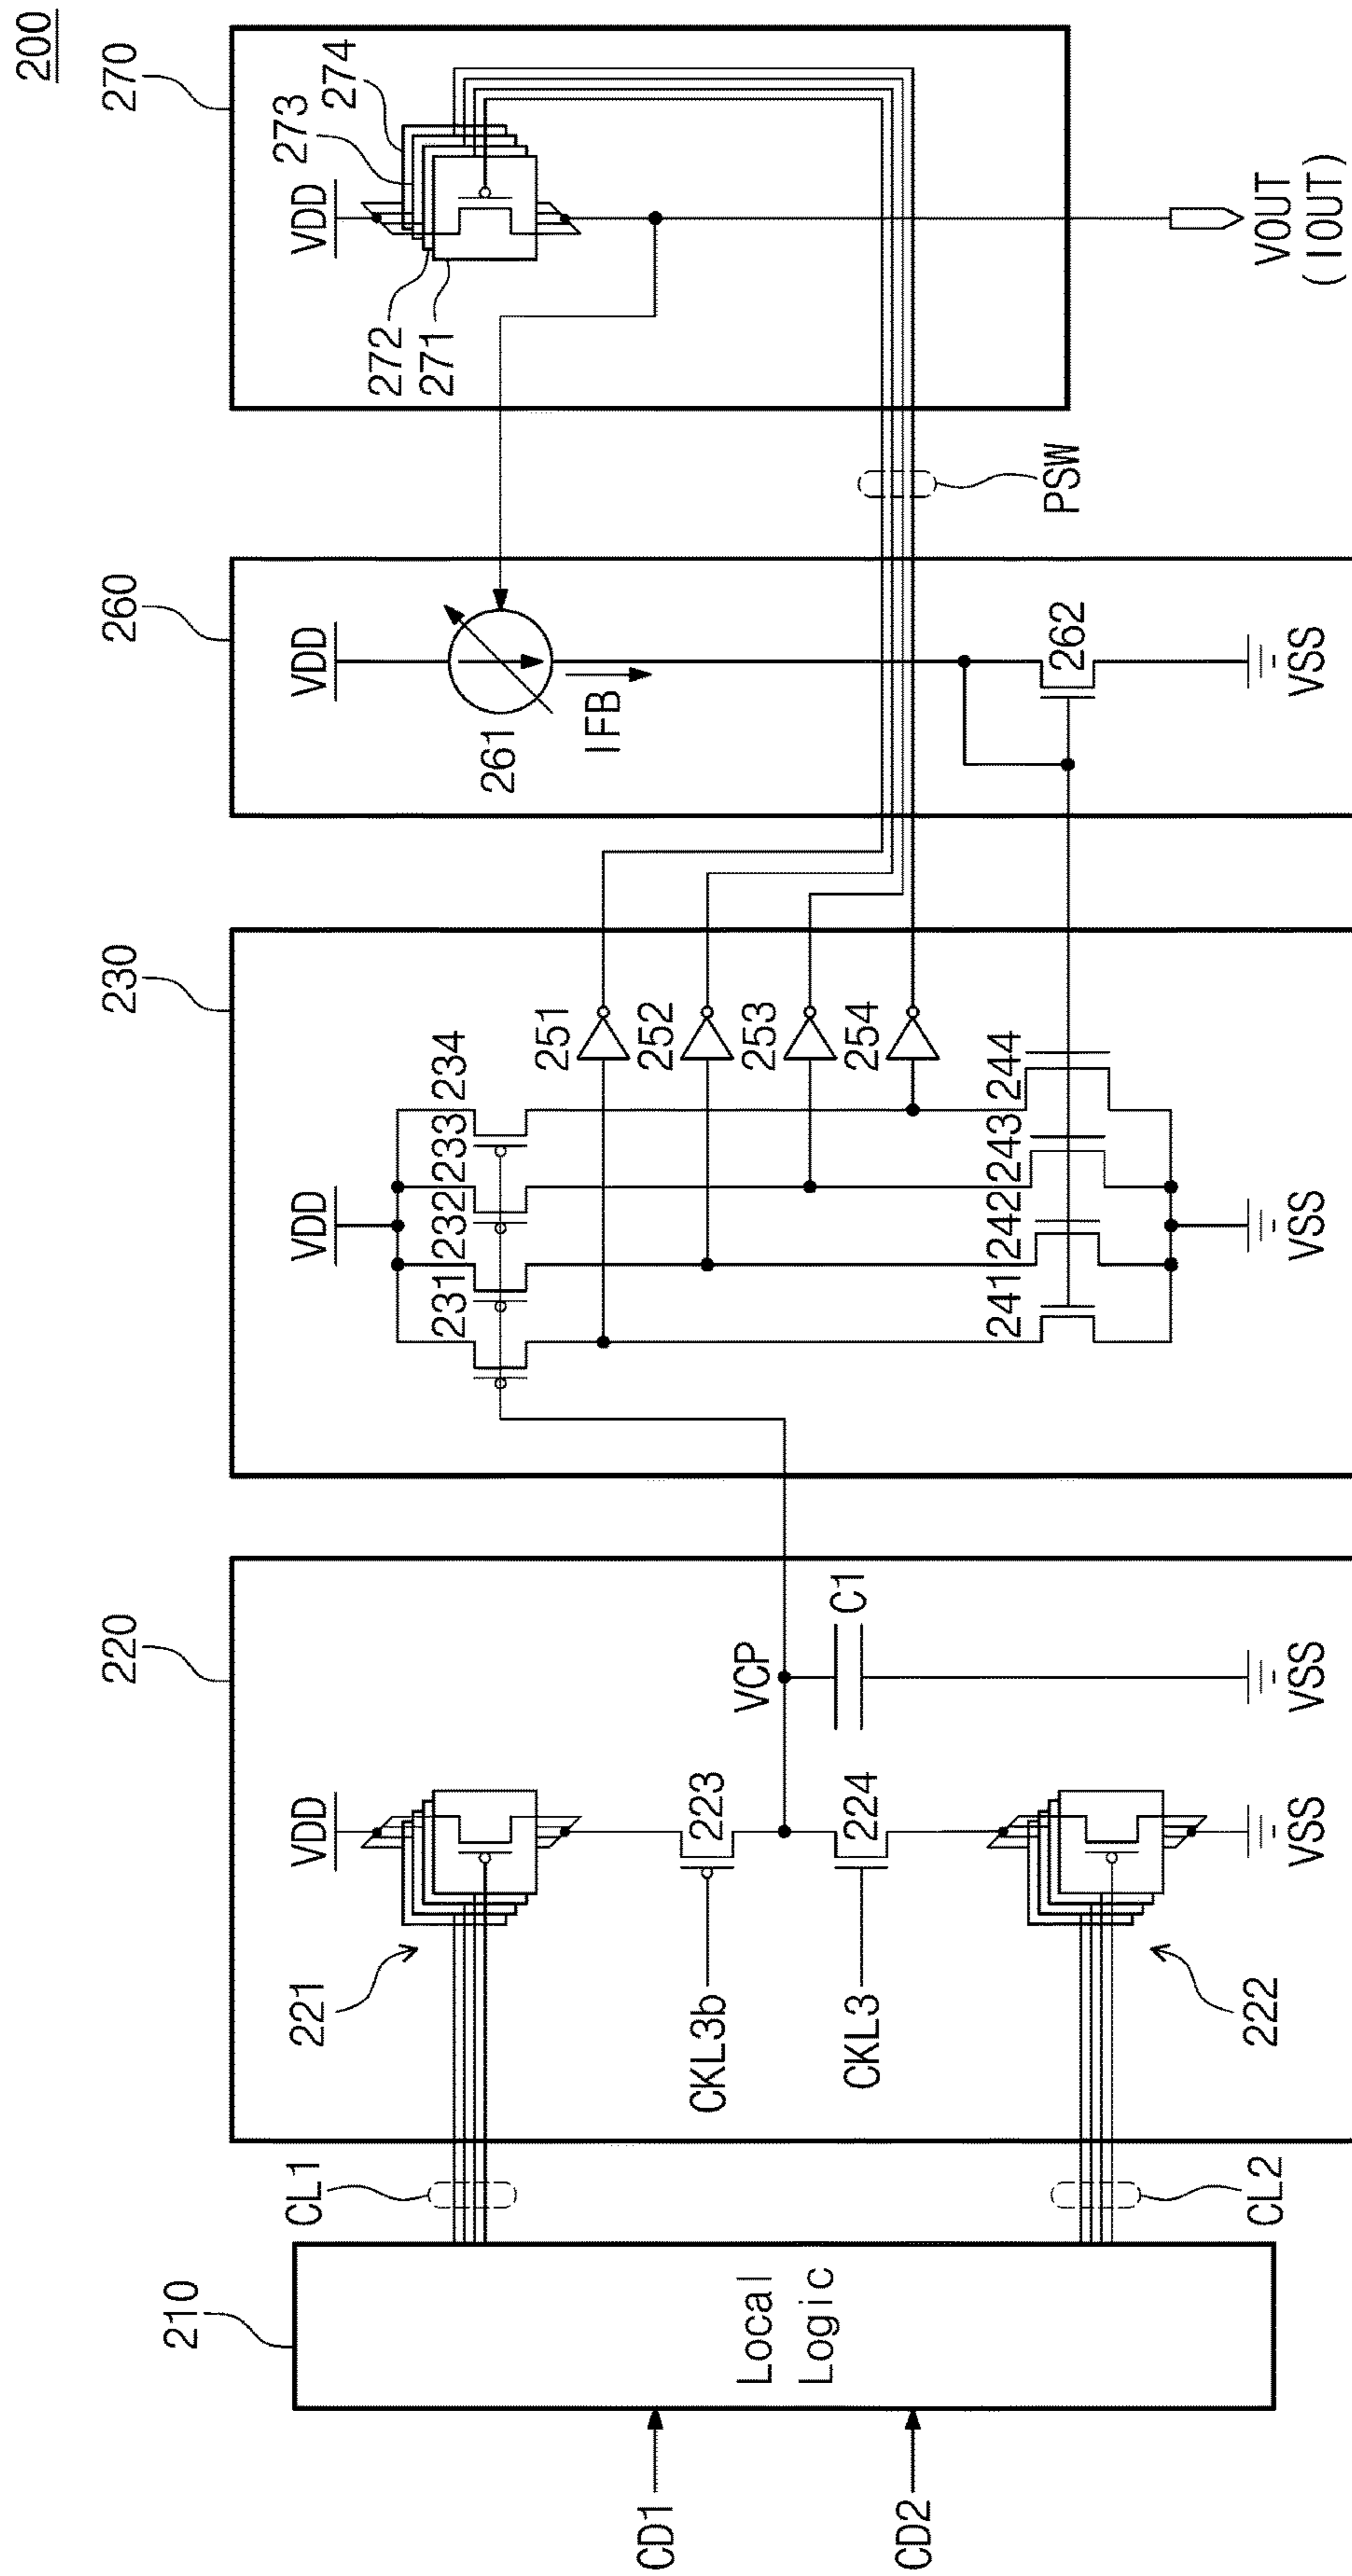 200
210
220
230
260
270
CD1
CD2
Local
Logic
CL1
CL2
VDD
221
CKL3b
223
CKL3
224
222
VSS
VCP
C1
VSS
VDD
231
232
233
234
251
252
253
254
241
242
243
244
VSS
VDD
261
IFB
262
VSS
PSW
VDD
272
271
273
274
VOUT
(IOUT)